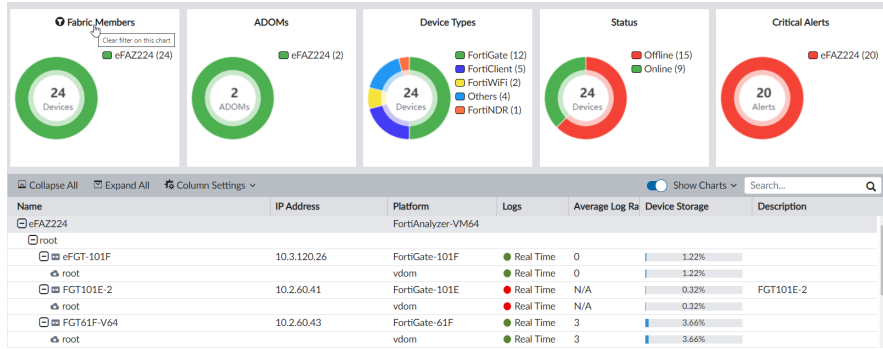 Fabric Members
Clear filter on this chart
eFAZ224 (24)
24
Devices
ADOMs
eFAZ224 (2)
2
ADOMs
Device Types
FortiGate (12)
FortiClient (5)
FortiWiFi (2)
Others (4)
FortiNDR (1)
24
Devices
Status
Offline (15)
Online (9)
24
Devices
Critical Alerts
eFAZ224 (20)
20
Alerts
Collapse All Expand All Column Settings Show Charts Search...
Name IP Address Platform Logs Average Log Ra Device Storage Description
eFAZ224 FortiAnalyzer-VM64
root
eFGT-101F 10.3.120.26 FortiGate-101F Real Time 0 1.22%
root vdom Real Time 0 1.22%
FGT101E-2 10.2.60.41 FortiGate-101E Real Time N/A 0.32% FGT101E-2
root vdom Real Time N/A 0.32%
FGT61F-V64 10.2.60.43 FortiGate-61F Real Time 3 3.66%
root vdom Real Time 3 3.66%